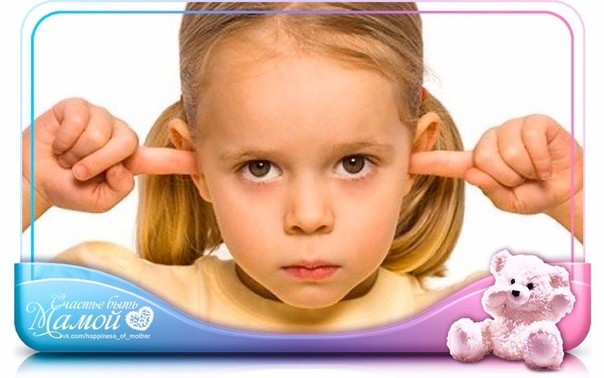 Счастье быть
Мамой
vk.com/happiness_of_mother